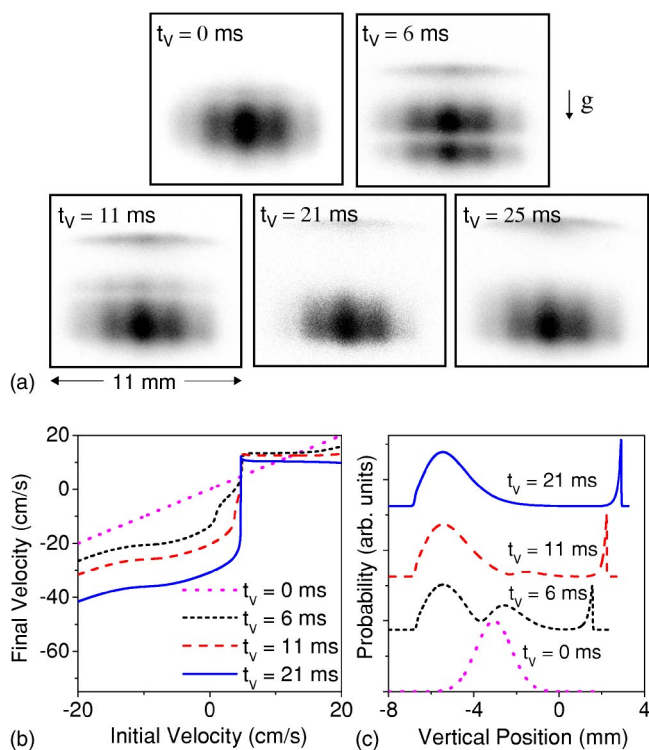 t_V = 0 ms
t_V = 6 ms
g
t_V = 11 ms
t_V = 21 ms
t_V = 25 ms
(a)
11 mm
20
0
-20
-40
-60
-20
0
20
Final Velocity (cm/s)
t_V = 0 ms
t_V = 6 ms
t_V = 11 ms
t_V = 21 ms
(b)
Initial Velocity (cm/s)
Probability (arb. units)
t_V = 21 ms
t_V = 11 ms
t_V = 6 ms
t_V = 0 ms
-8
-6
-4
-2
0
2
4
(c)
Vertical Position (mm)